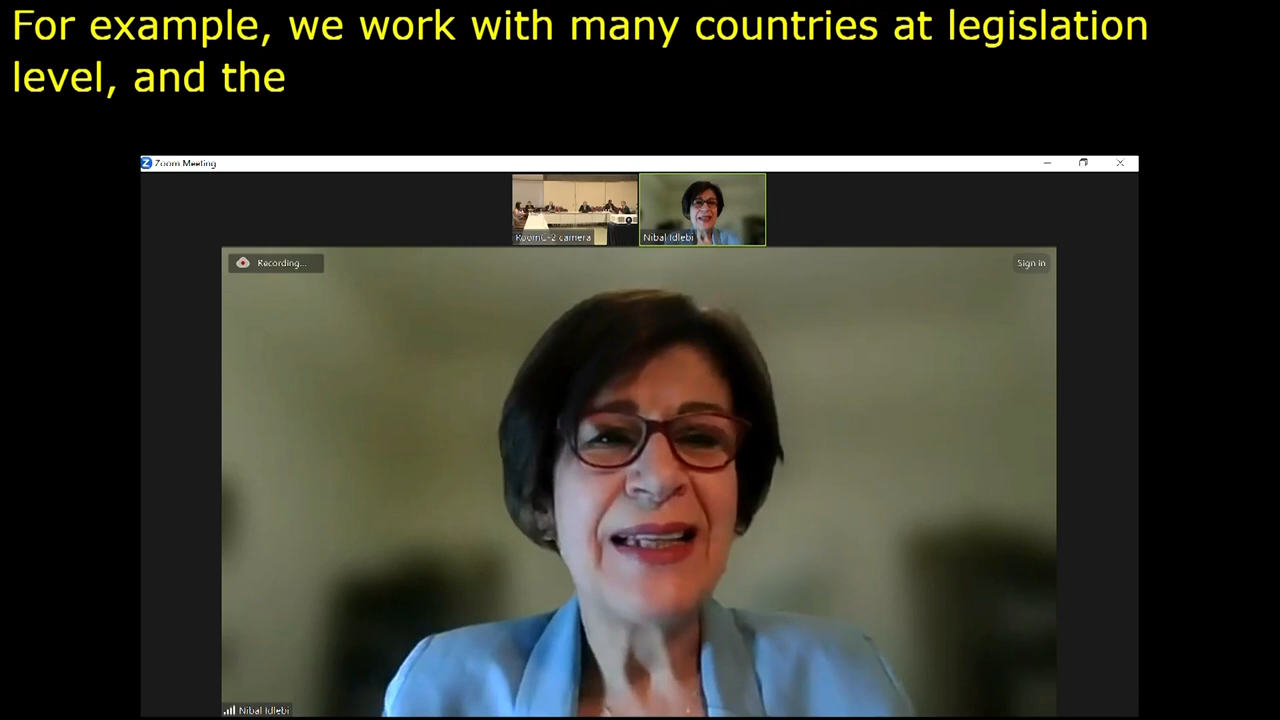 For example, we work with many countries at legislation
level, and the
Zoom Meeting
RoomC-2 camera
Nibal Idlebi
Recording...
Sign in
Nibal Idlebi